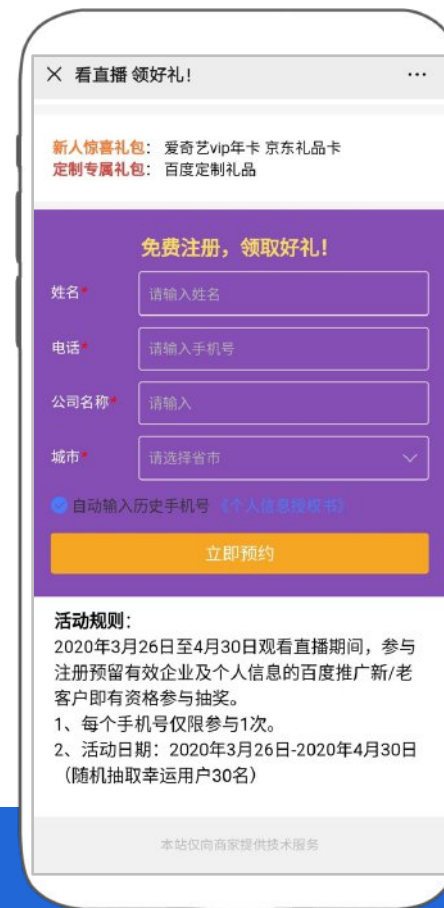 看直播 领好礼! ...
新人惊喜礼包: 爱奇艺vip年卡 京东礼品卡
定制专属礼包: 百度定制礼品
免费注册，领取好礼!
姓名* 请输入姓名
电话* 请输入手机号
公司名称* 请输入
城市* 请选择省市
自动输入历史手机号 《个人信息授权书》
立即预约
活动规则:
2020年3月26日至4月30日观看直播期间，参与
注册预留有效企业及个人信息的百度推广新/老
客户即有资格参与抽奖。
1、每个手机号仅限参与1次。
2、活动日期：2020年3月26日-2020年4月30日
（随机抽取幸运用户30名）
本站仅向商家提供技术服务